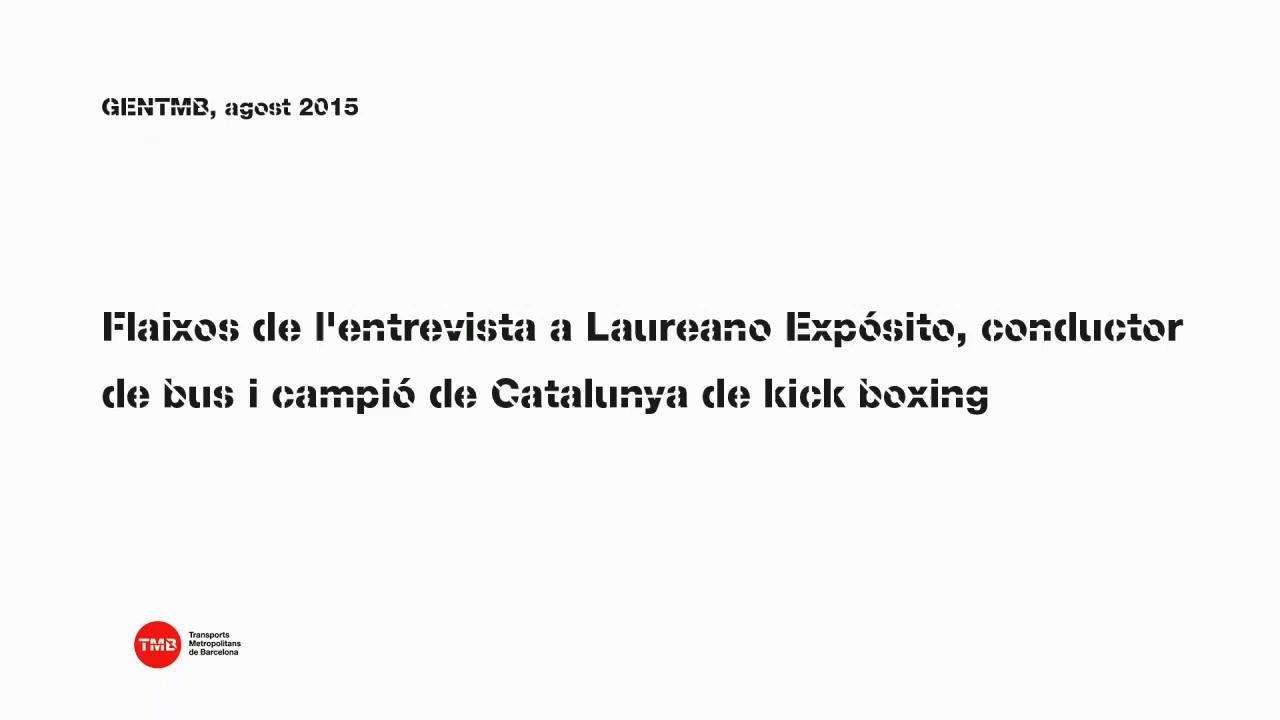 GENTMB, agost 2015
Flaixos de l'entrevista a Laureano Expósito, conductor
de bus i campió de Catalunya de kick boxing
TMB
Transports
Metropolitans
de Barcelona